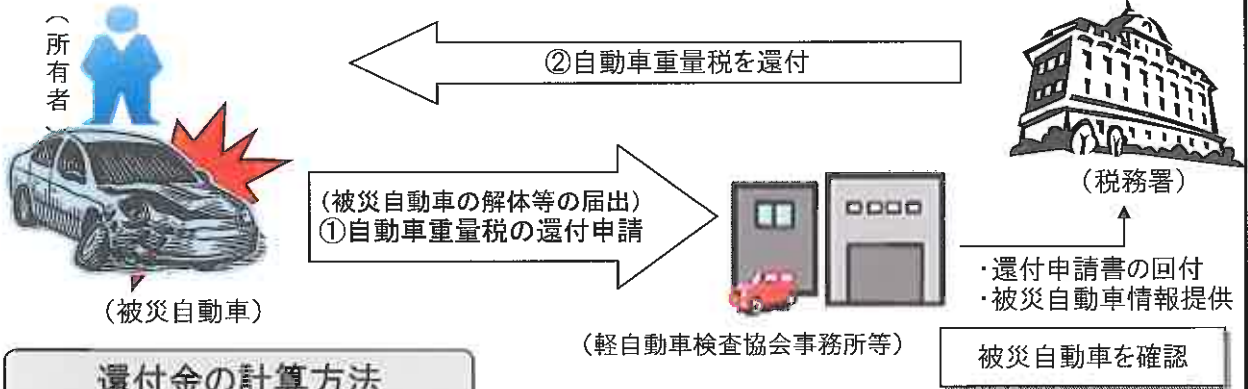 （所有者）
②自動車重量税を還付
(被災自動車の解体等の届出)
①自動車重量税の還付申請
(税務署)
・還付申請書の回付
・被災自動車情報提供
(被災自動車)
(軽自動車検査協会事務所等)
被災自動車を確認
還付金の計算方法